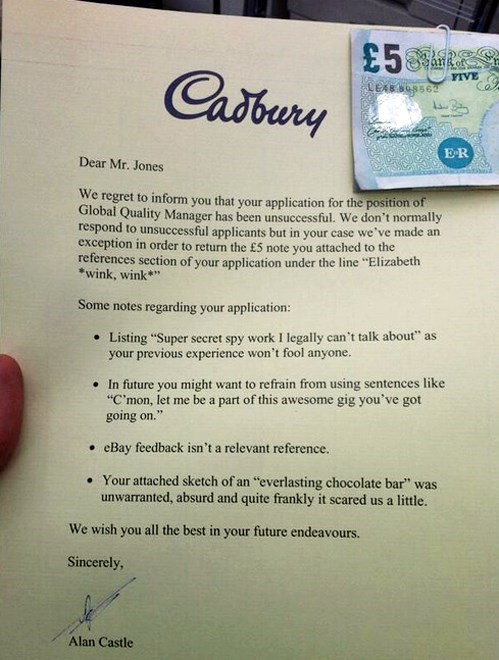 £5 Bank of
FIVE
Cadbury
E·R
Dear Mr. Jones
We regret to inform you that your application for the position of
Global Quality Manager has been unsuccessful. We don't normally
respond to unsuccessful applicants but in your case we've made an
exception in order to return the £5 note you attached to the
references section of your application under the line “Elizabeth
*wink, wink*”
Some notes regarding your application:
• Listing “Super secret spy work I legally can't talk about” as
your previous experience won't fool anyone.
• In future you might want to refrain from using sentences like
“C'mon, let me be a part of this awesome gig you've got
going on.”
• eBay feedback isn't a relevant reference.
• Your attached sketch of an “everlasting chocolate bar” was
unwarranted, absurd and quite frankly it scared us a little.
We wish you all the best in your future endeavours.
Sincerely,
Alan Castle